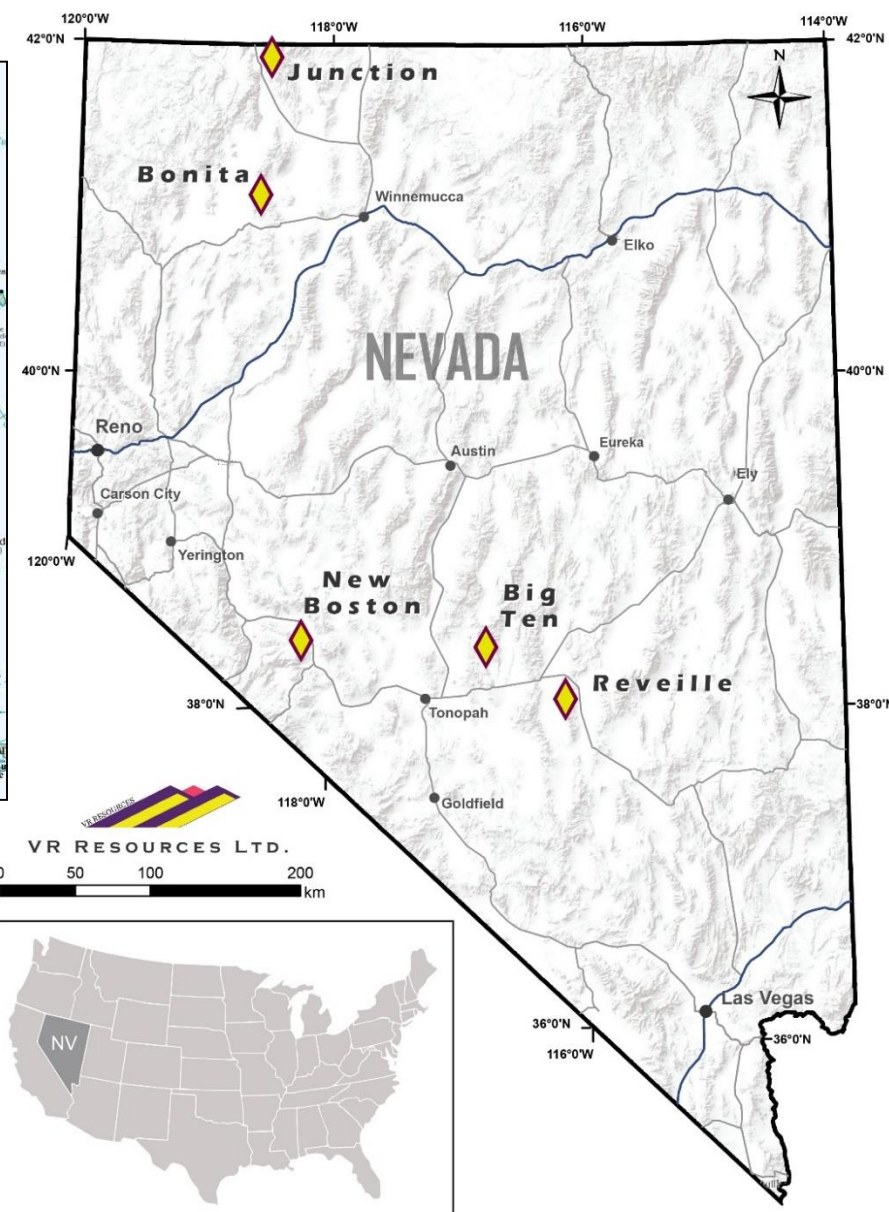 120°0'W
118°0'W
116°0'W
114°0'W
42°0'N
42°0'N
N
Junction
Bonita
Winnemucca
Elko
NEVADA
40°0'N
40°0'N
Reno
Austin
Eureka
Ely
Carson City
Yerington
120°0'W
New
Boston
Big
Ten
Reveille
38°0'N
38°0'N
Tonopah
118°0'W
Goldfield
VR RESOURCES
VR RESOURCES LTD.
0 50 100 200
km
Las Vegas
36°0'N
36°0'N
116°0'W
NV